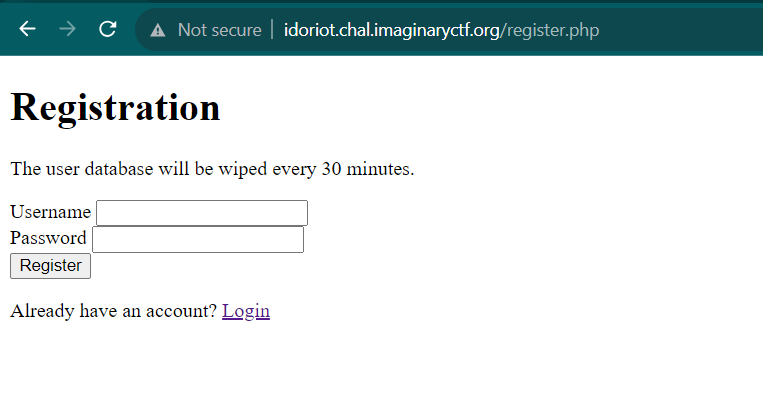 Not secure | idoriot.chal.imaginaryctf.org/register.php
Registration
The user database will be wiped every 30 minutes.
Username
Password
Register
Already have an account? Login